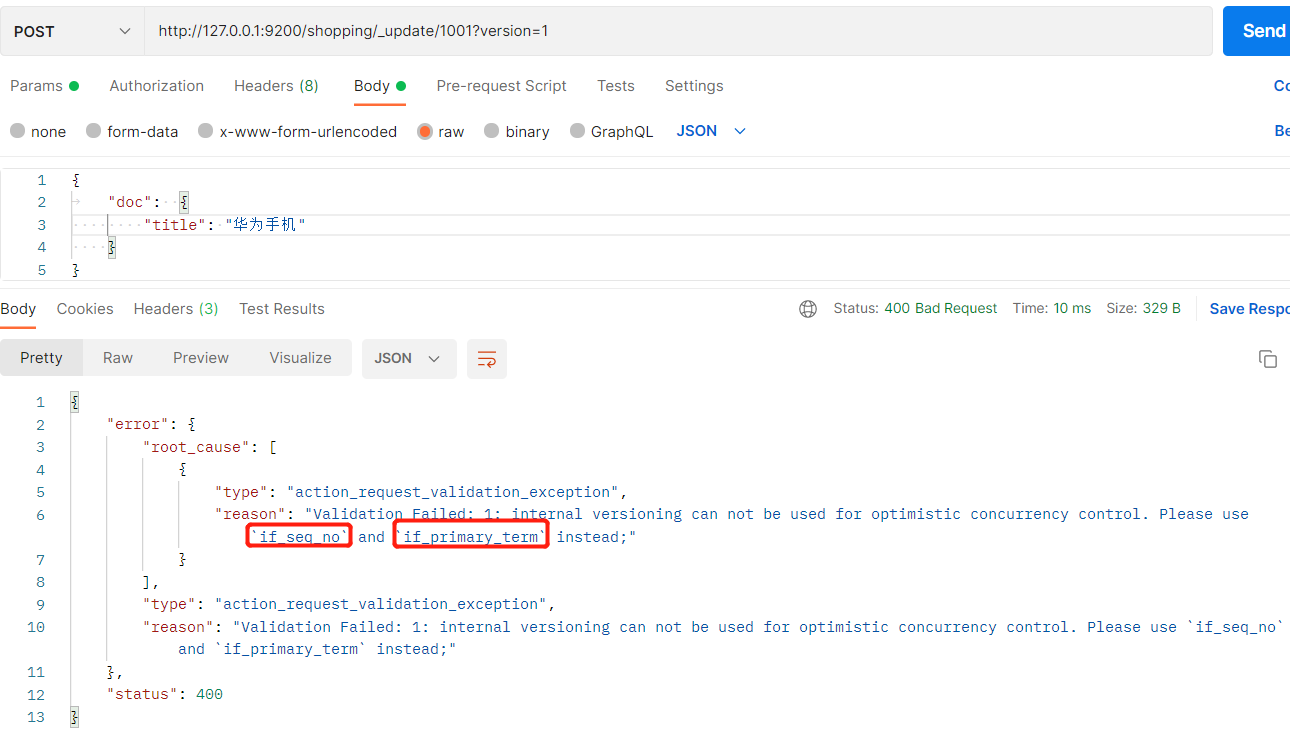 POST http://127.0.0.1:9200/shopping/_update/1001?version=1 Send
Params Authorization Headers (8) Body Pre-request Script Tests Settings
none form-data x-www-form-urlencoded raw binary GraphQL JSON
1 {
2 "doc": {
3 "title": "华为手机"
4 }
5 }
Body Cookies Headers (3) Test Results Status: 400 Bad Request Time: 10 ms Size: 329 B
Pretty Raw Preview Visualize JSON
1 {
2 "error": {
3 "root_cause": [
4 {
5 "type": "action_request_validation_exception",
6 "reason": "Validation Failed: 1: internal versioning can not be used for optimistic concurrency control. Please use
`if_seq_no` and `if_primary_term` instead;"
7 }
8 ],
9 "type": "action_request_validation_exception",
10 "reason": "Validation Failed: 1: internal versioning can not be used for optimistic concurrency control. Please use `if_seq_no`
and `if_primary_term` instead;"
11 },
12 "status": 400
13 }